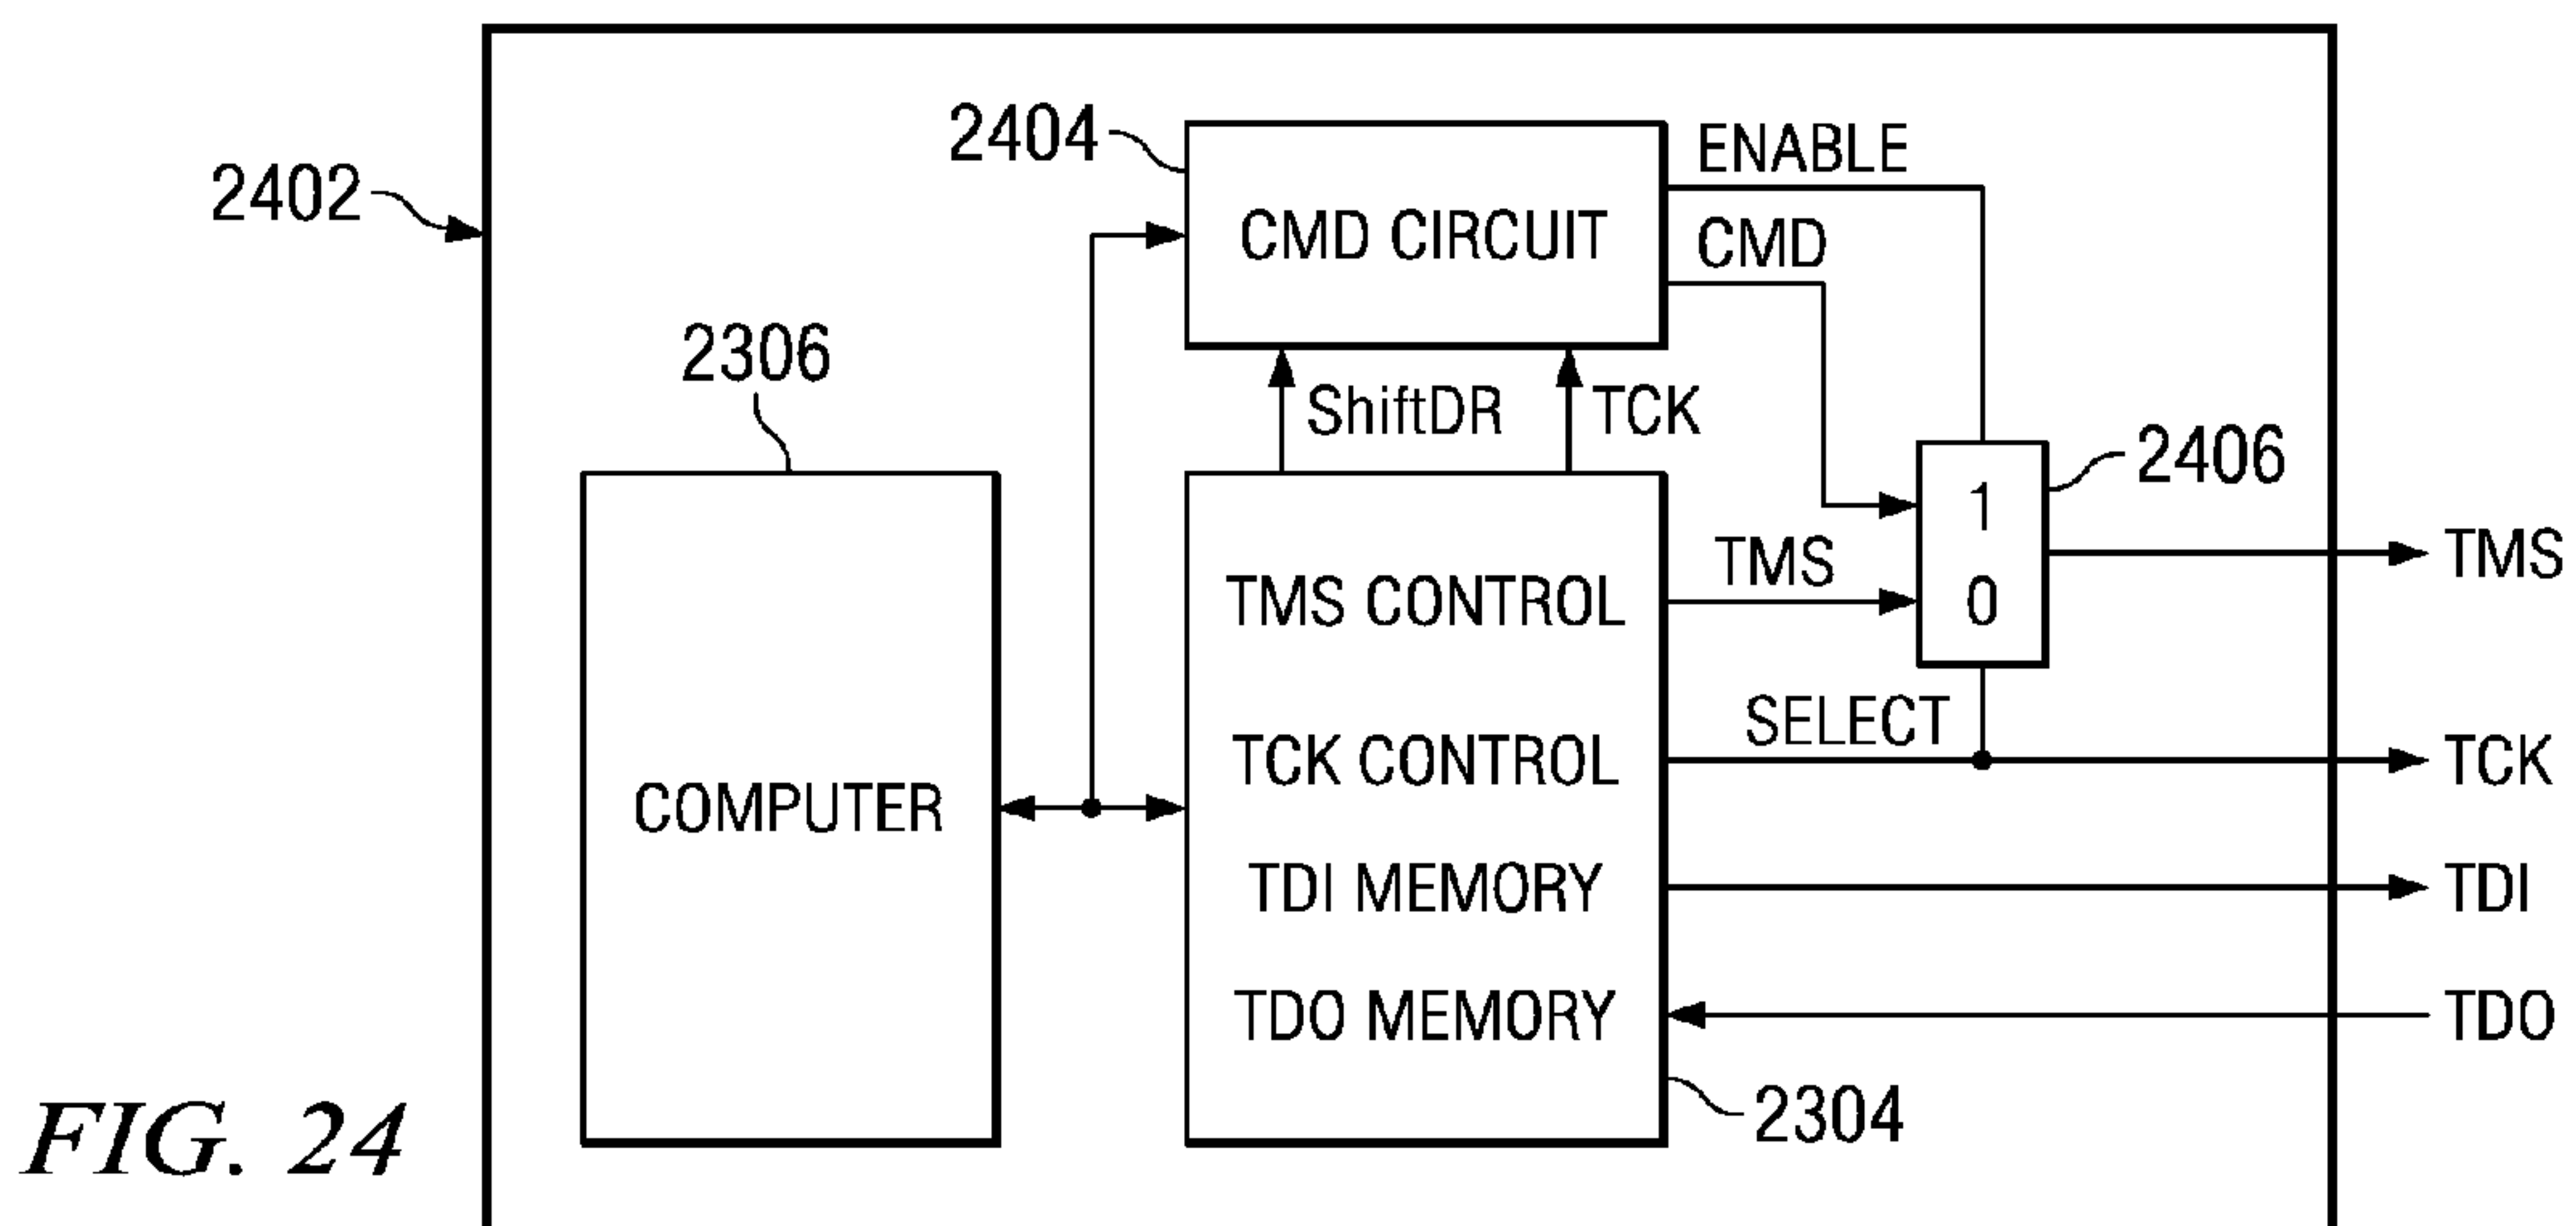 2404
ENABLE
2402
CMD CIRCUIT
CMD
2306
ShiftDR
TCK
2406
1
TMS
TMS
TMS CONTROL
0
SELECT
TCK CONTROL
TCK
COMPUTER
TDI MEMORY
TDI
TDO MEMORY
TDO
2304
FIG. 24